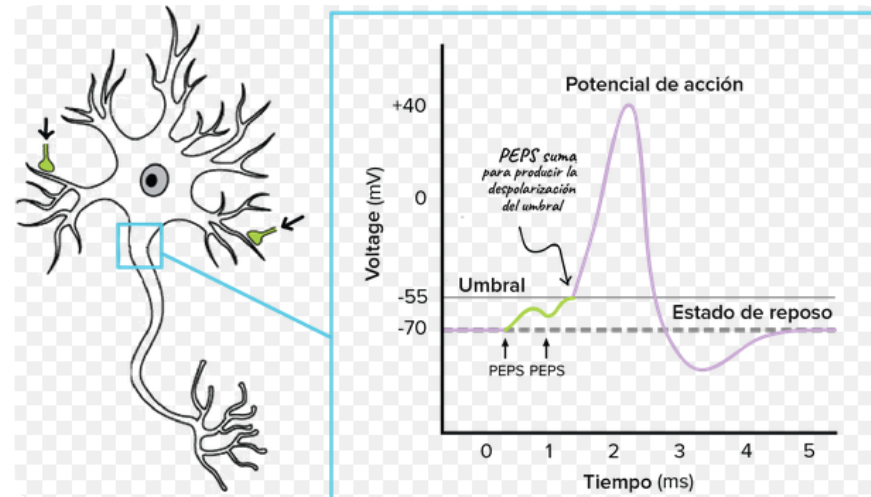 Potencial de acción
+40
PEPS suma
para producir la
despolarización
del umbral
0
Voltage (mV)
Umbral
-55
Estado de reposo
-70
PEPS PEPS
0 1 2 3 4 5
Tiempo (ms)